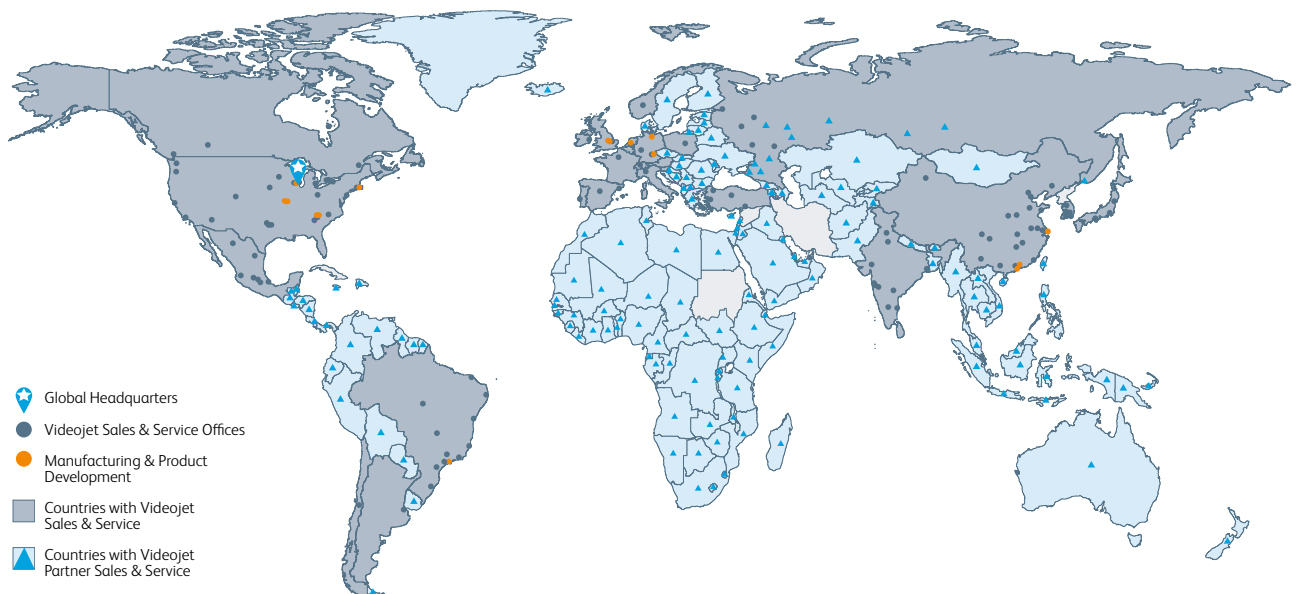 Global Headquarters
Videojet Sales & Service Offices
Manufacturing & Product
Development
Countries with Videojet
Sales & Service
Countries with Videojet
Partner Sales & Service